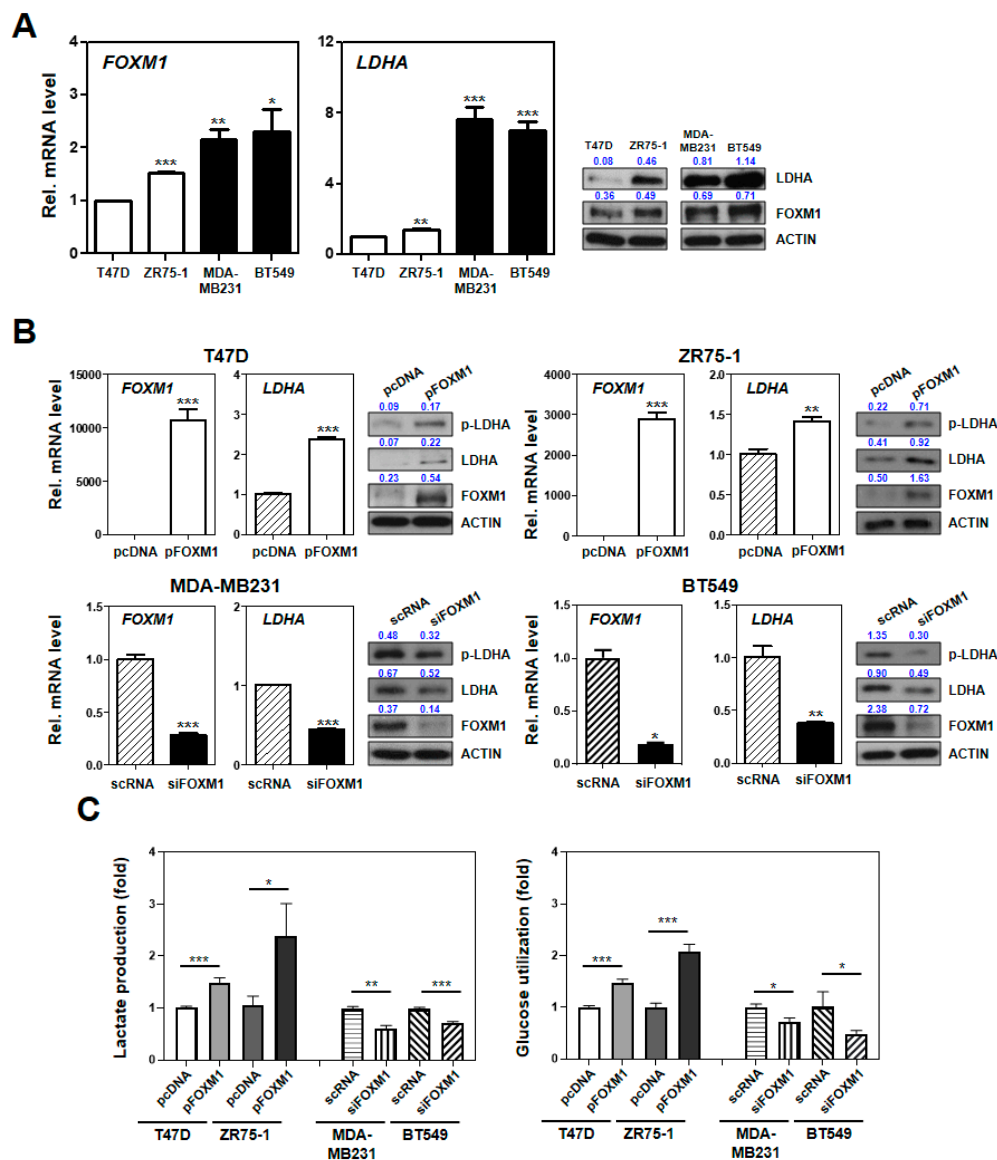 A
FOXM1
Rel. mRNA level
4
3
2
1
0
***
**
*
T47D
ZR75-1
MDA-
MB231
BT549
LDHA
12
8
4
0
**
***
***
T47D
ZR75-1
MDA-
MB231
BT549
T47D ZR75-1 MDA-MB231 BT549
0.08 0.46 0.81 1.14
LDHA
0.36 0.49 0.69 0.71
FOXM1
ACTIN
B
T47D
Rel. mRNA level
15000
10000
5000
0
FOXM1
***
pcDNA pFOXM1
4
3
2
1
0
LDHA
***
pcDNA pFOXM1
pcDNA pFOXM1
0.09 0.17
p-LDHA
0.07 0.22
LDHA
0.23 0.54
FOXM1
ACTIN
ZR75-1
Rel. mRNA level
4000
3000
2000
1000
0
FOXM1
***
pcDNA pFOXM1
2.0
1.5
1.0
0.5
0.0
LDHA
**
pcDNA pFOXM1
pcDNA pFOXM1
0.22 0.71
p-LDHA
0.41 0.92
LDHA
0.50 1.63
FOXM1
ACTIN
MDA-MB231
Rel. mRNA level
1.5
1.0
0.5
0.0
FOXM1
***
scRNA siFOXM1
2
1
0
LDHA
***
scRNA siFOXM1
scRNA siFOXM1
0.48 0.32
p-LDHA
0.67 0.52
LDHA
0.37 0.14
FOXM1
ACTIN
BT549
Rel. mRNA level
1.5
1.0
0.5
0.0
FOXM1
*
scRNA siFOXM1
1.5
1.0
0.5
0.0
LDHA
**
scRNA siFOXM1
scRNA siFOXM1
1.35 0.30
p-LDHA
0.90 0.49
LDHA
2.38 0.72
FOXM1
ACTIN
C
Lactate production (fold)
4
3
2
1
0
***
*
**
***
pcDNA pFOXM1 pcDNA pFOXM1 scRNA siFOXM1 scRNA siFOXM1
T47D ZR75-1 MDA-MB231 BT549
Glucose utilization (fold)
4
3
2
1
0
***
***
*
*
pcDNA pFOXM1 pcDNA pFOXM1 scRNA siFOXM1 scRNA siFOXM1
T47D ZR75-1 MDA-MB231 BT549